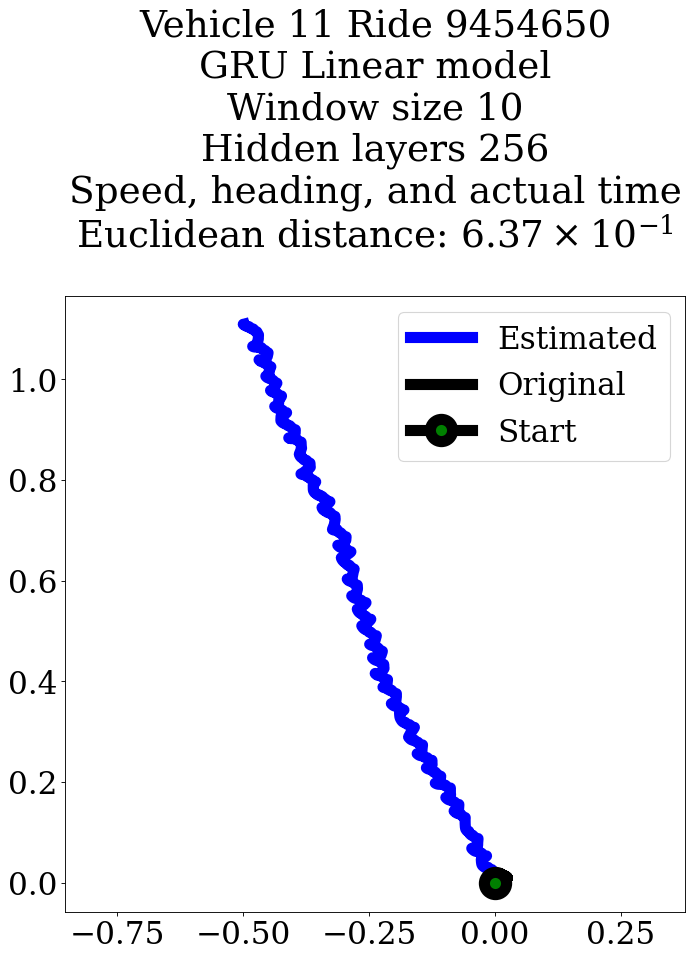 Vehicle 11 Ride 9454650
GRU Linear model
Window size 10
Hidden layers 256
Speed, heading, and actual time
Euclidean distance: 6.37 × 10⁻¹
Estimated
Original
Start
1.0
0.8
0.6
0.4
0.2
0.0
−0.75 −0.50 −0.25 0.00 0.25